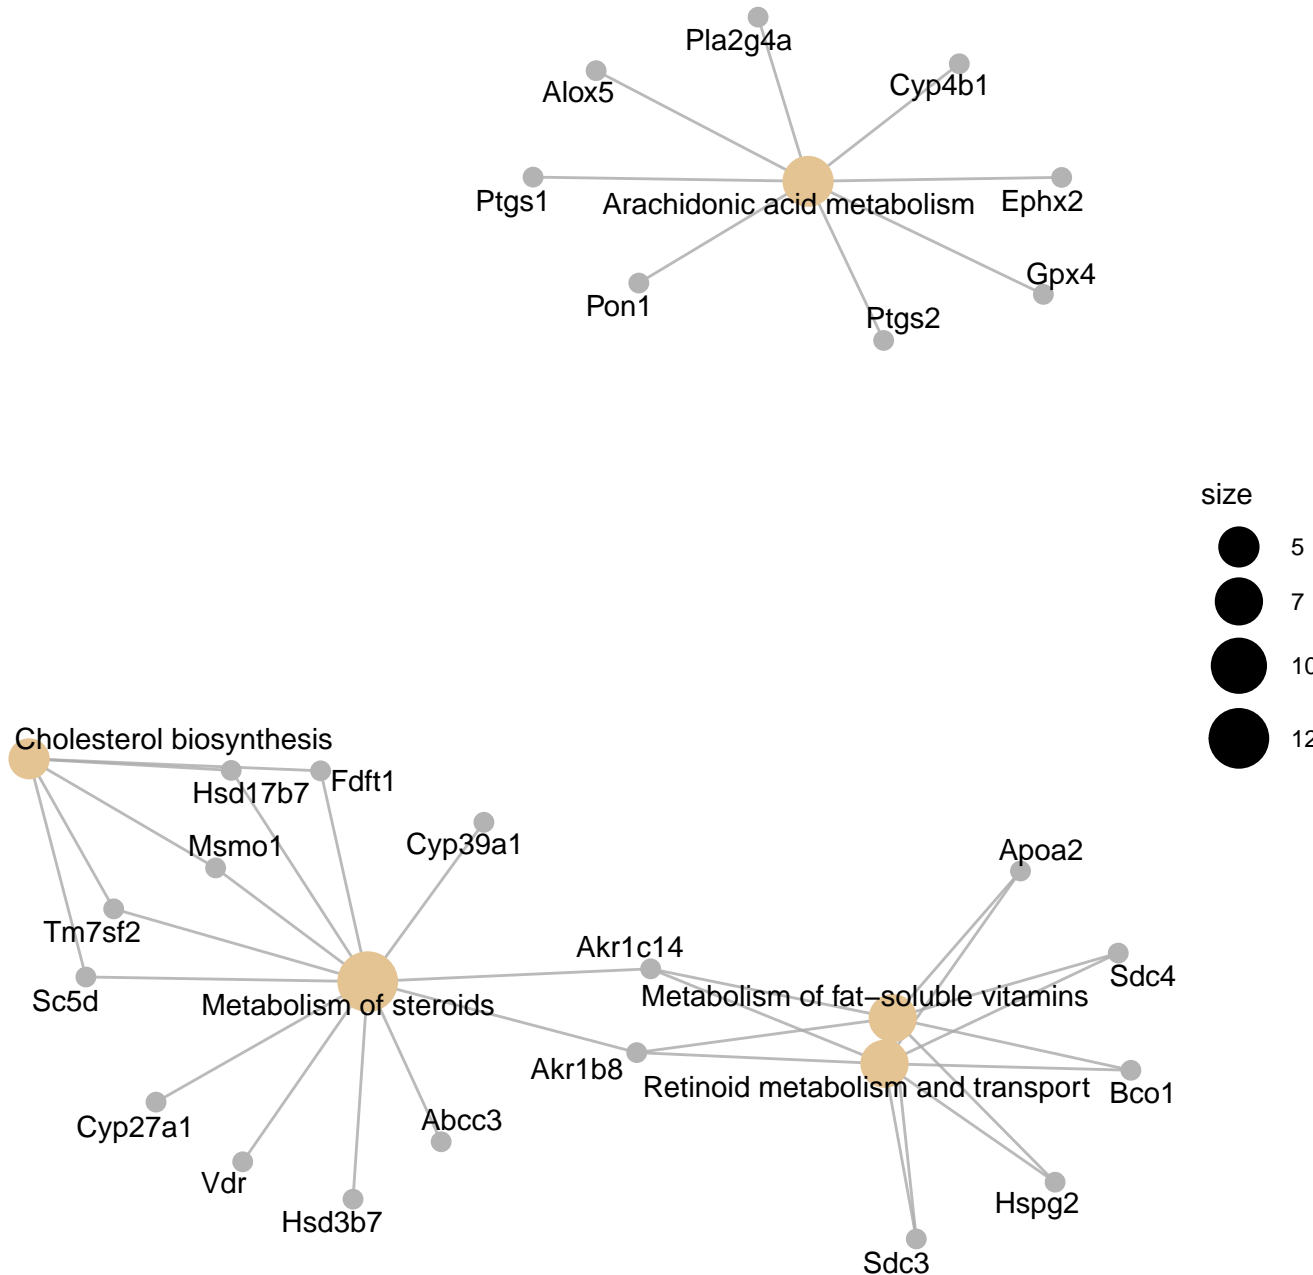 Pla2g4a
Cyp4b1
Alox5
Ptgs1
Arachidonic acid metabolism
Ephx2
Gpx4
Pon1
Ptgs2
size
5
7
10
12
Cholesterol biosynthesis
Hsd17b7
Fdft1
Msmo1
Cyp39a1
Apoa2
Tm7sf2
Akr1c14
Sdc4
Sc5d
Metabolism of steroids
Metabolism of fat−soluble vitamins
Akr1b8
Retinoid metabolism and transport
Bco1
Cyp27a1
Abcc3
Vdr
Hspg2
Hsd3b7
Sdc3